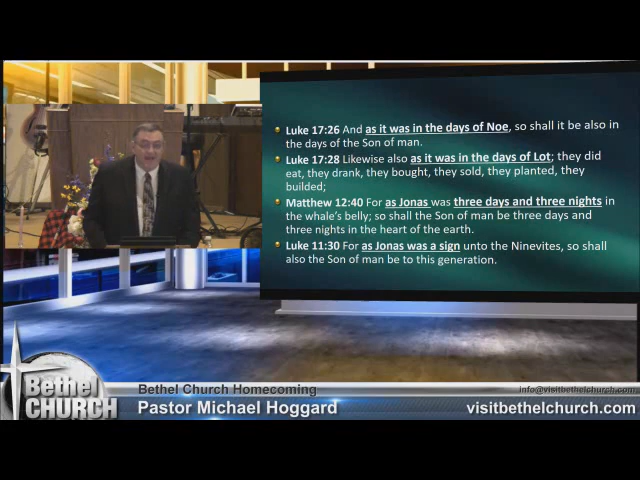 Luke 17:26 And as it was in the days of Noe, so shall it be also in
the days of the Son of man.
Luke 17:28 Likewise also as it was in the days of Lot; they did
eat, they drank, they bought, they sold, they planted, they
builded;
Matthew 12:40 For as Jonas was three days and three nights in
the whale's belly; so shall the Son of man be three days and
three nights in the heart of the earth.
Luke 11:30 For as Jonas was a sign unto the Ninevites, so shall
also the Son of man be to this generation.
Bethel
CHURCH
Bethel Church Homecoming
info@visitbethelchurch.com
Pastor Michael Hoggard
visitbethelchurch.com